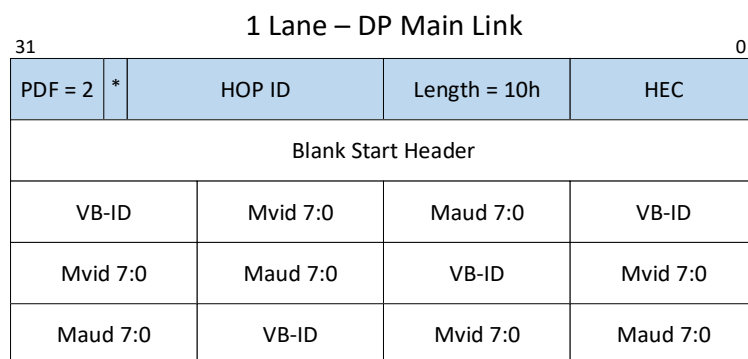 1 Lane – DP Main Link
31 0
PDF = 2 * HOP ID Length = 10h HEC
Blank Start Header
VB-ID Mvid 7:0 Maud 7:0 VB-ID
Mvid 7:0 Maud 7:0 VB-ID Mvid 7:0
Maud 7:0 VB-ID Mvid 7:0 Maud 7:0